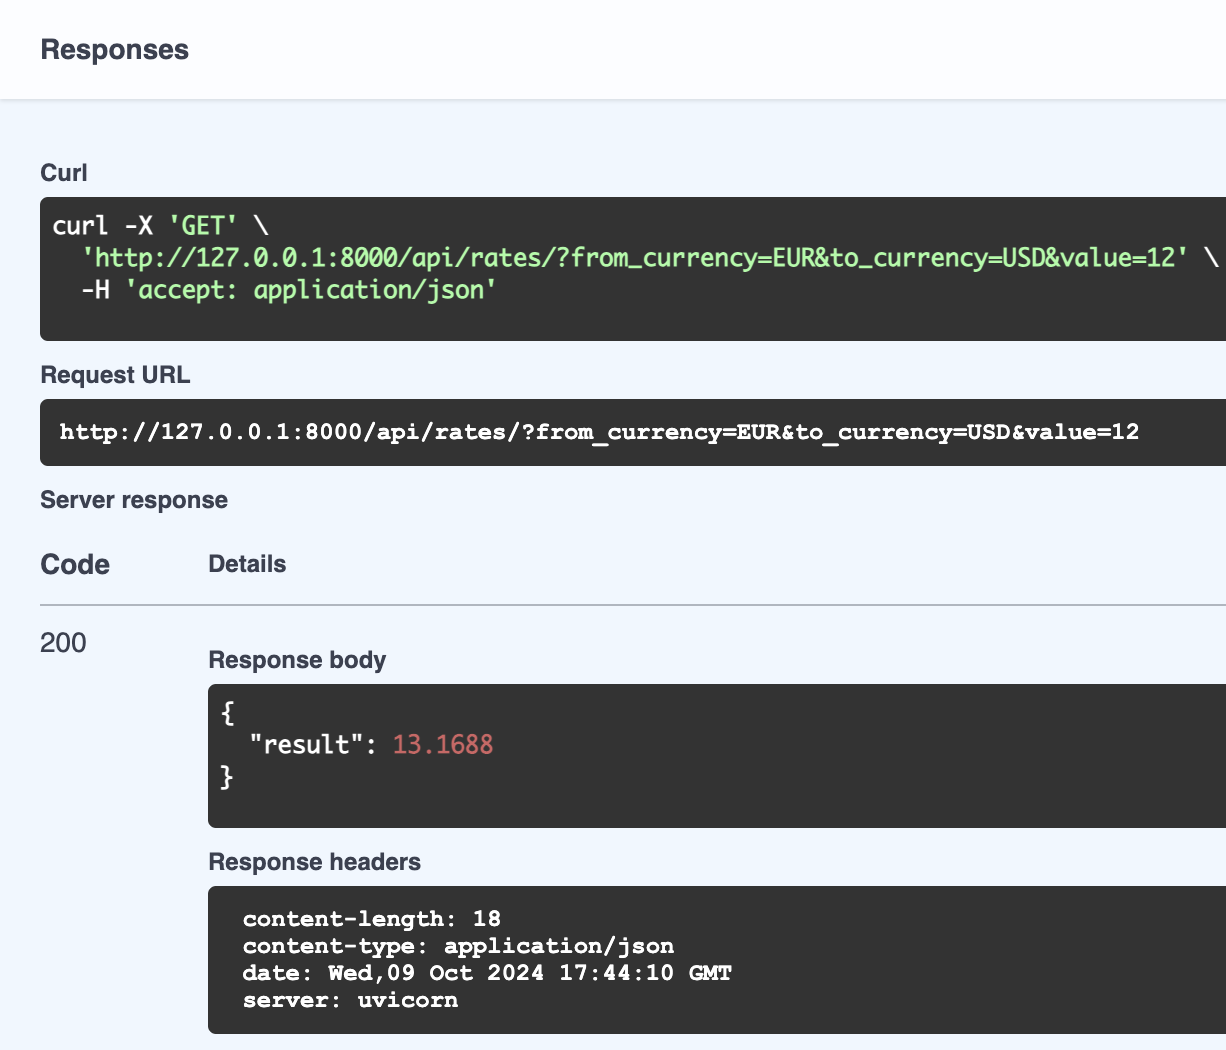 Responses
Curl
curl -X 'GET' \
  'http://127.0.0.1:8000/api/rates/?from_currency=EUR&to_currency=USD&value=12' \
  -H 'accept: application/json'
Request URL
http://127.0.0.1:8000/api/rates/?from_currency=EUR&to_currency=USD&value=12
Server response
Code Details
200
Response body
{
  "result": 13.1688
}
Response headers
content-length: 18
content-type: application/json
date: Wed,09 Oct 2024 17:44:10 GMT
server: uvicorn